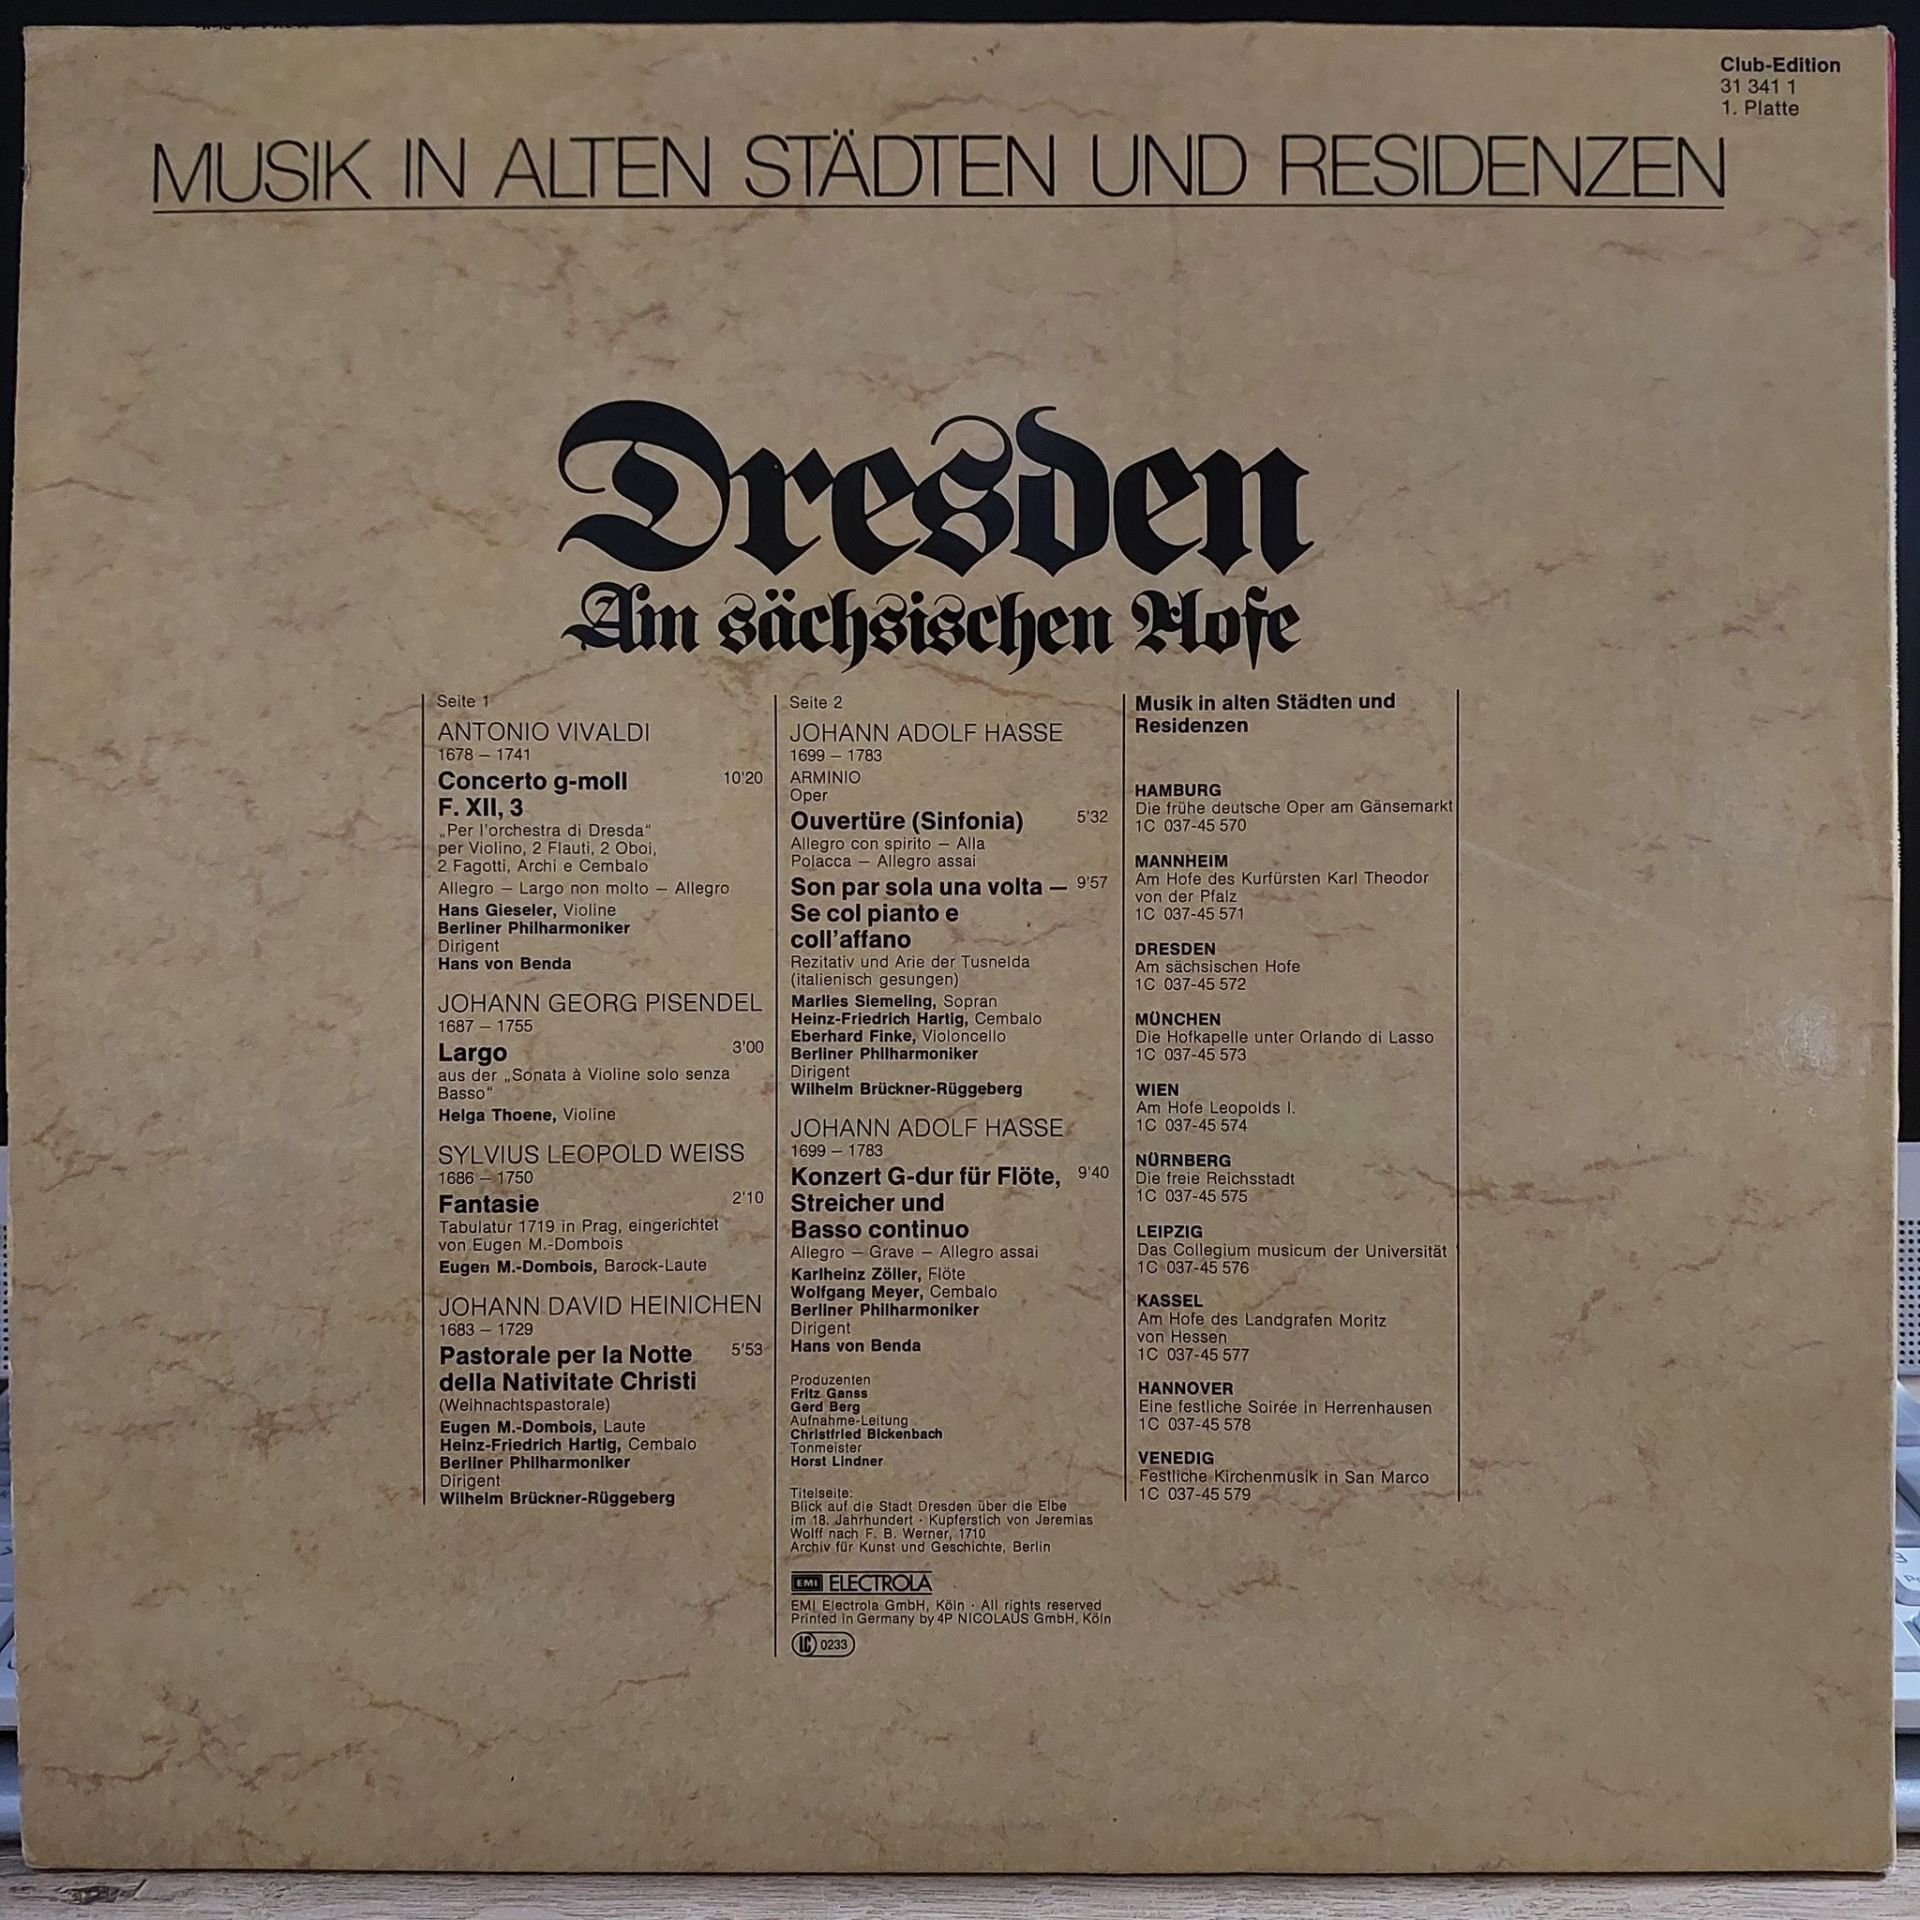 Club-Edition
31 341 1
1. Platte
MUSIK IN ALTEN STÄDTEN UND RESIDENZEN
Dresden
Am sächsischen Hofe
Seite 1
ANTONIO VIVALDI
1678 – 1741
Concerto g-moll 10'20
F. XII, 3
„Per l'orchestra di Dresda"
per Violino, 2 Flauti, 2 Oboi,
2 Fagotti, Archi e Cembalo
Allegro – Largo non molto – Allegro
Hans Gieseler, Violine
Berliner Philharmoniker
Dirigent
Hans von Benda
JOHANN GEORG PISENDEL
1687 – 1755
Largo 3'00
aus der „Sonata à Violine solo senza
Basso"
Helga Thoene, Violine
SYLVIUS LEOPOLD WEISS
1686 – 1750
Fantasie 2'10
Tabulatur 1719 in Prag, eingerichtet
von Eugen M.-Dombois
Eugen M.-Dombois, Barock-Laute
JOHANN DAVID HEINICHEN
1683 – 1729
Pastorale per la Notte 5'53
della Nativitate Christi
(Weihnachtspastorale)
Eugen M.-Dombois, Laute
Heinz-Friedrich Hartig, Cembalo
Berliner Philharmoniker
Dirigent
Wilhelm Brückner-Rüggeberg
Seite 2
JOHANN ADOLF HASSE
1699 – 1783
ARMINIO
Oper
Ouvertüre (Sinfonia) 5'32
Allegro con spirito – Alla
Polacca – Allegro assai
Son par sola una volta – 9'57
Se col pianto e
coll'affano
Rezitativ und Arie der Tusnelda
(italienisch gesungen)
Marlies Siemeling, Sopran
Heinz-Friedrich Hartig, Cembalo
Eberhard Finke, Violoncello
Berliner Philharmoniker
Dirigent
Wilhelm Brückner-Rüggeberg
JOHANN ADOLF HASSE
1699 – 1783
Konzert G-dur für Flöte, 9'40
Streicher und
Basso continuo
Allegro – Grave – Allegro assai
Karlheinz Zöller, Flöte
Wolfgang Meyer, Cembalo
Berliner Philharmoniker
Dirigent
Hans von Benda
Produzenten
Fritz Ganss
Gerd Berg
Aufnahme-Leitung
Christfried Bickenbach
Tonmeister
Horst Lindner
Titelseite:
Blick auf die Stadt Dresden über die Elbe
im 18. Jahrhundert · Kupferstich von Jeremias
Wolff nach F. B. Werner, 1710
Archiv für Kunst und Geschichte, Berlin
EMI ELECTROLA
EMI Electrola GmbH, Köln · All rights reserved
Printed in Germany by 4P NICOLAUS GmbH, Köln
LC 0233
Musik in alten Städten und
Residenzen
HAMBURG
Die frühe deutsche Oper am Gänsemarkt
1C 037-45 570
MANNHEIM
Am Hofe des Kurfürsten Karl Theodor
von der Pfalz
1C 037-45 571
DRESDEN
Am sächsischen Hofe
1C 037-45 572
MÜNCHEN
Die Hofkapelle unter Orlando di Lasso
1C 037-45 573
WIEN
Am Hofe Leopolds I.
1C 037-45 574
NÜRNBERG
Die freie Reichsstadt
1C 037-45 575
LEIPZIG
Das Collegium musicum der Universität
1C 037-45 576
KASSEL
Am Hofe des Landgrafen Moritz
von Hessen
1C 037-45 577
HANNOVER
Eine festliche Soirée in Herrenhausen
1C 037-45 578
VENEDIG
Festliche Kirchenmusik in San Marco
1C 037-45 579